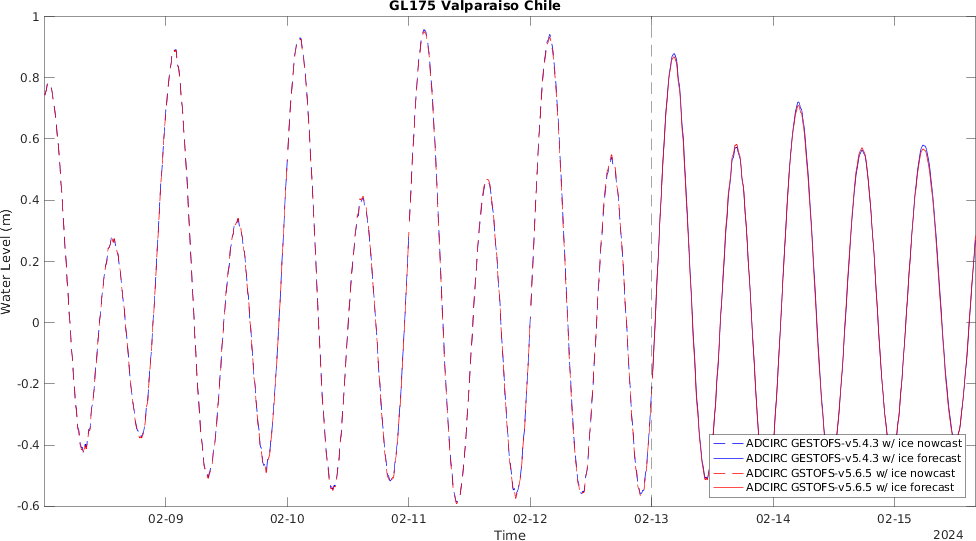 GL175 Valparaiso Chile
Water Level (m)
1
0.8
0.6
0.4
0.2
0
-0.2
-0.4
-0.6
ADCIRC GESTOFS-v5.4.3 w/ ice nowcast
ADCIRC GESTOFS-v5.4.3 w/ ice forecast
ADCIRC GSTOFS-v5.6.5 w/ ice nowcast
ADCIRC GSTOFS-v5.6.5 w/ ice forecast
02-09 02-10 02-11 02-12 02-13 02-14 02-15
Time
2024